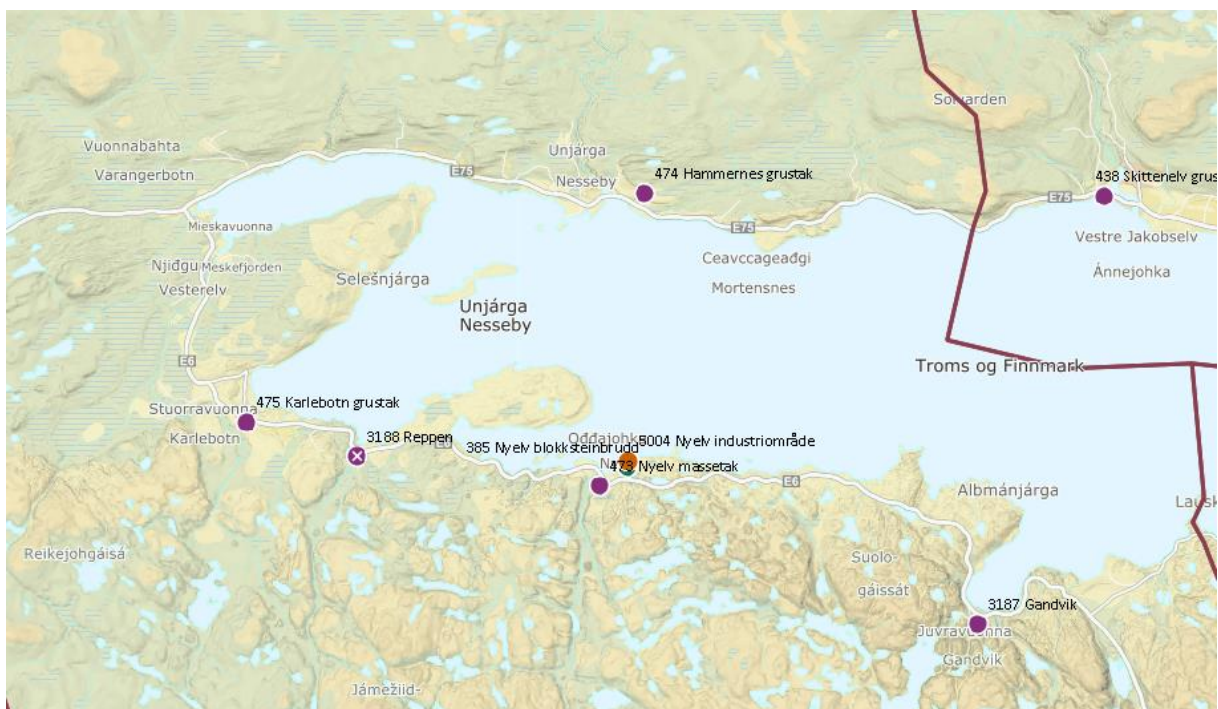 Vuonnabahta
Varangerbotn
Unjárga
Nesseby
E75
474 Hammernes grustak
E75
Ceavccageađgi
Mortensnes
Solvarden
438 Skittenelv grus
E75
Vestre Jakobselv
Ánnejohka
Mieskavuonna
Meskefjorden
Njiđgu
Vesterelv
Selešnjárga
Unjárga
Nesseby
Troms og Finnmark
E6
Stuorravuonna
475 Karlebotn grustak
Karlebotn
3188 Reppen
E6
385 Nyelv blokksteinbrudd
5004 Nyelv industriområde
473 Nyelv massetak
E6
Albmánjárga
Lausk
Reikejohgáisá
Suolo-
gáissát
3187 Gandvik
Juvravuonna
Gandvik
Jámežiid-